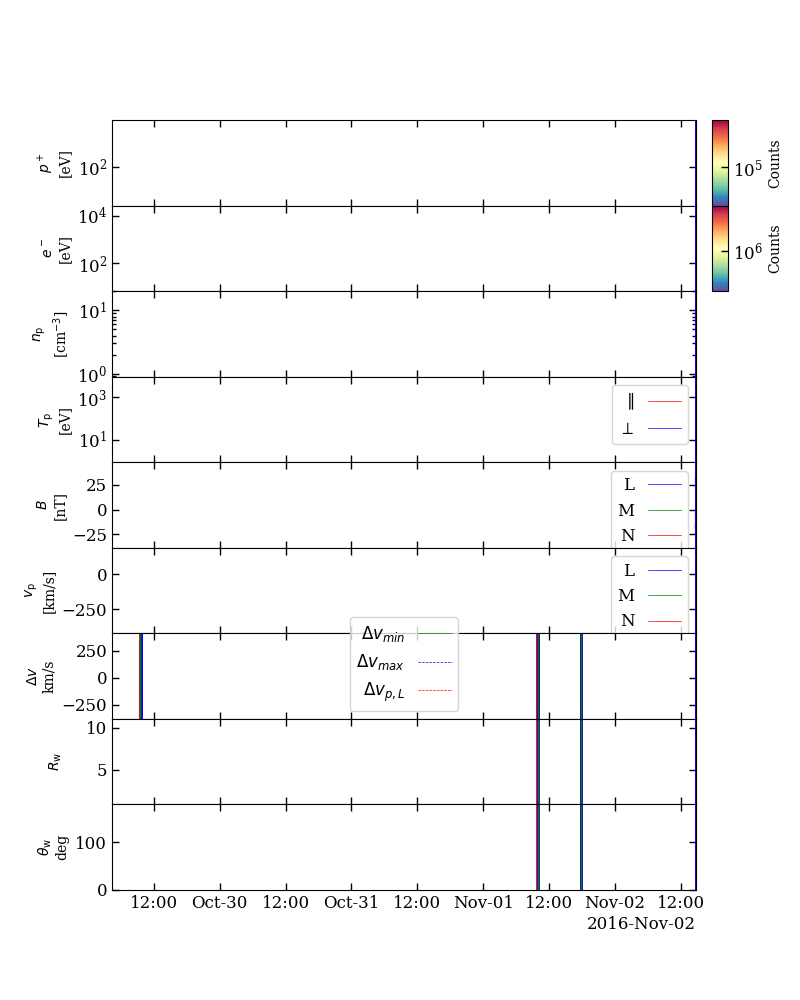 p⁺
[eV]
10²
10⁵
Counts
e⁻
[eV]
10⁴
10²
10⁶
Counts
nₚ
[cm⁻³]
10¹
10⁰
Tₚ
[eV]
10³
10¹
∥
⊥
B
[nT]
25
0
−25
L
M
N
vₚ
[km/s]
0
−250
L
M
N
Δv
km/s
250
0
−250
Δv_min
Δv_max
Δv_p,L
R_w
10
5
θ_w
deg
100
0
12:00 Oct-30 12:00 Oct-31 12:00 Nov-01 12:00 Nov-02 12:00
2016-Nov-02